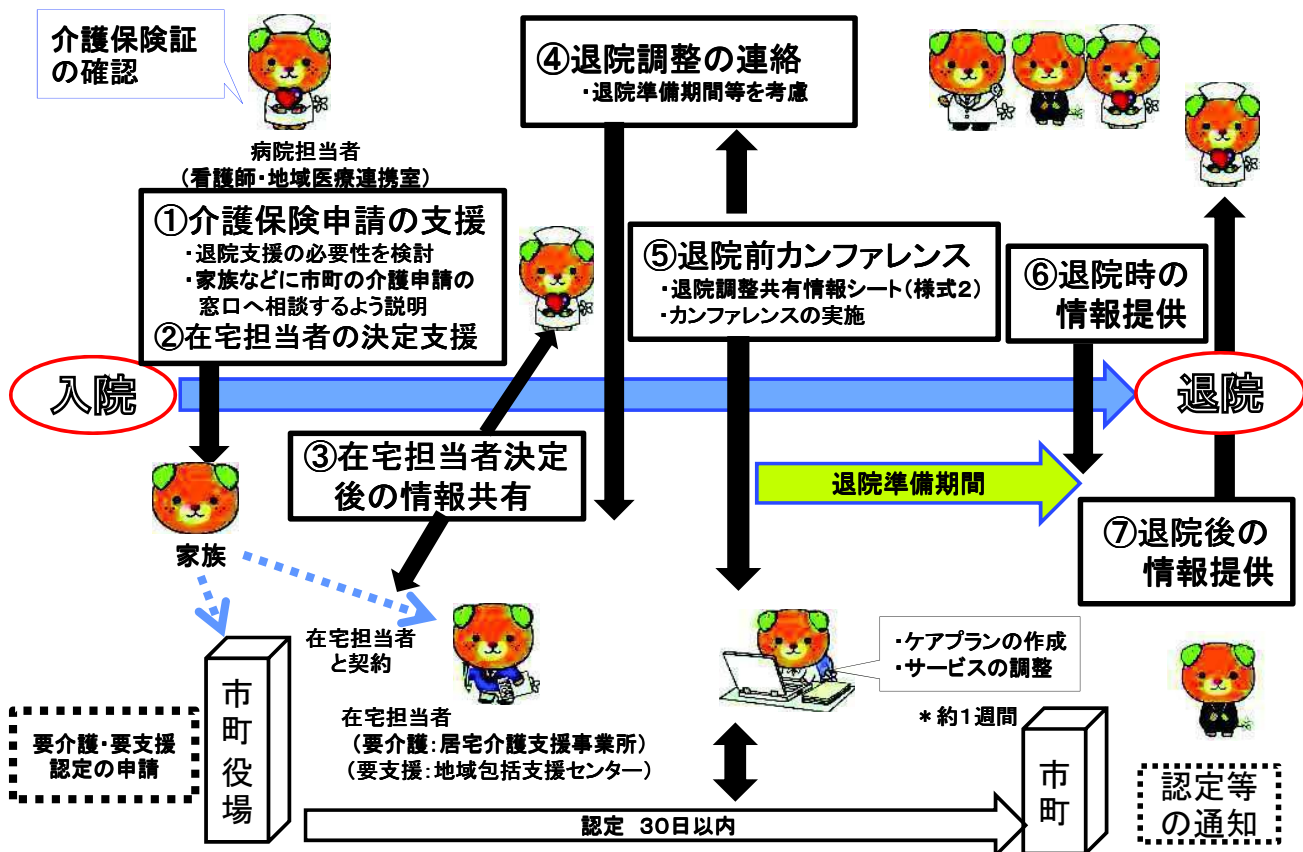 介護保険証
の確認
病院担当者
（看護師・地域医療連携室）
①介護保険申請の支援
・退院支援の必要性を検討
・家族などに市町の介護申請の
窓口へ相談するよう説明
②在宅担当者の決定支援
④退院調整の連絡
・退院準備期間等を考慮
⑤退院前カンファレンス
・退院調整共有情報シート（様式２）
・カンファレンスの実施
⑥退院時の
情報提供
入院
退院
③在宅担当者決定
後の情報共有
退院準備期間
⑦退院後の
情報提供
家族
在宅担当者
と契約
・ケアプランの作成
・サービスの調整
＊約１週間
在宅担当者
（要介護：居宅介護支援事業所）
（要支援：地域包括支援センター）
要介護・要支援
認定の申請
市町役場
認定　３０日以内
市町
認定等
の通知